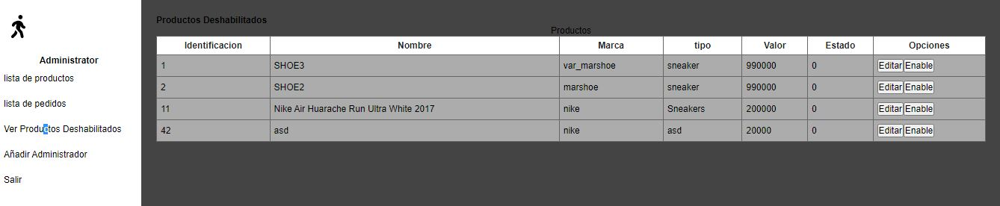 Administrator
lista de productos
lista de pedidos
Ver Productos Deshabilitados
Añadir Administrador
Salir
Productos Deshabilitados
Productos
Identificacion Nombre Marca tipo Valor Estado Opciones
1 SHOE3 var_marshoe sneaker 990000 0 Editar Enable
2 SHOE2 marshoe sneaker 990000 0 Editar Enable
11 Nike Air Huarache Run Ultra White 2017 nike Sneakers 200000 0 Editar Enable
42 asd nike asd 20000 0 Editar Enable